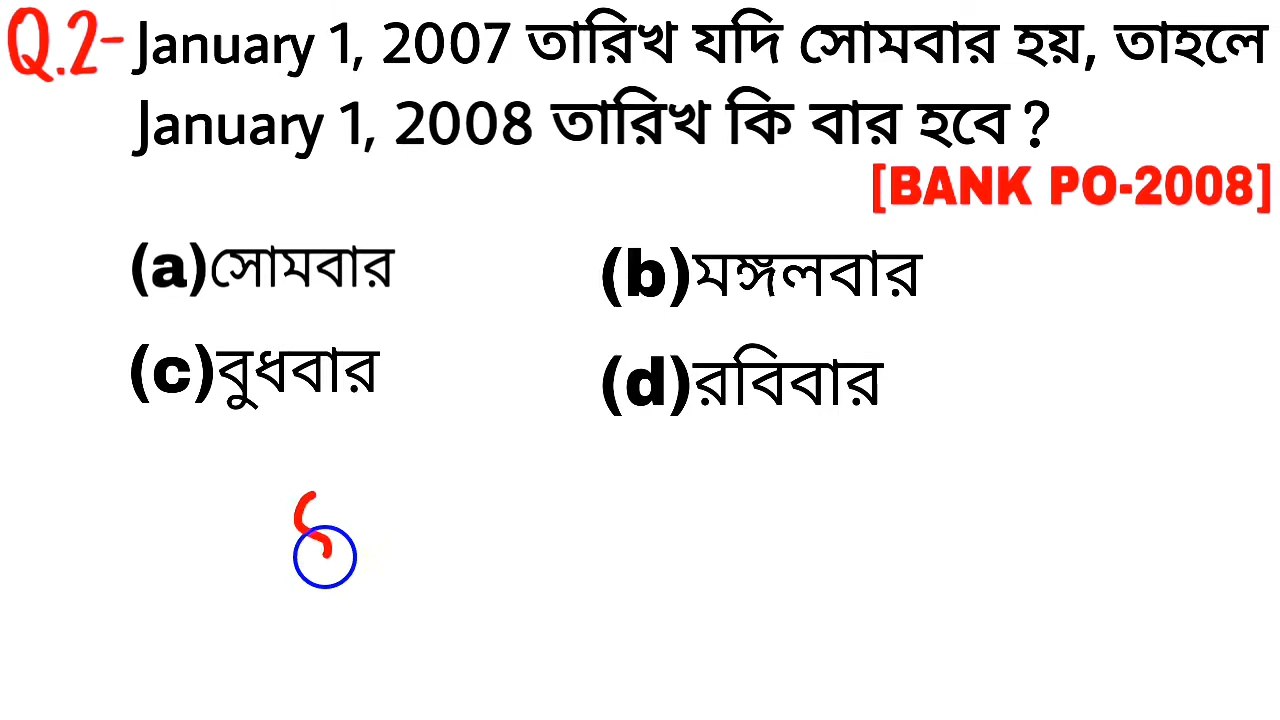 Q.2- January 1, 2007 তারিখ যদি সোমবার হয়, তাহলে
January 1, 2008 তারিখ কি বার হবে ?
[BANK PO-2008]
(a)সোমবার (b)মঙ্গলবার
(c)বুধবার (d)রবিবার